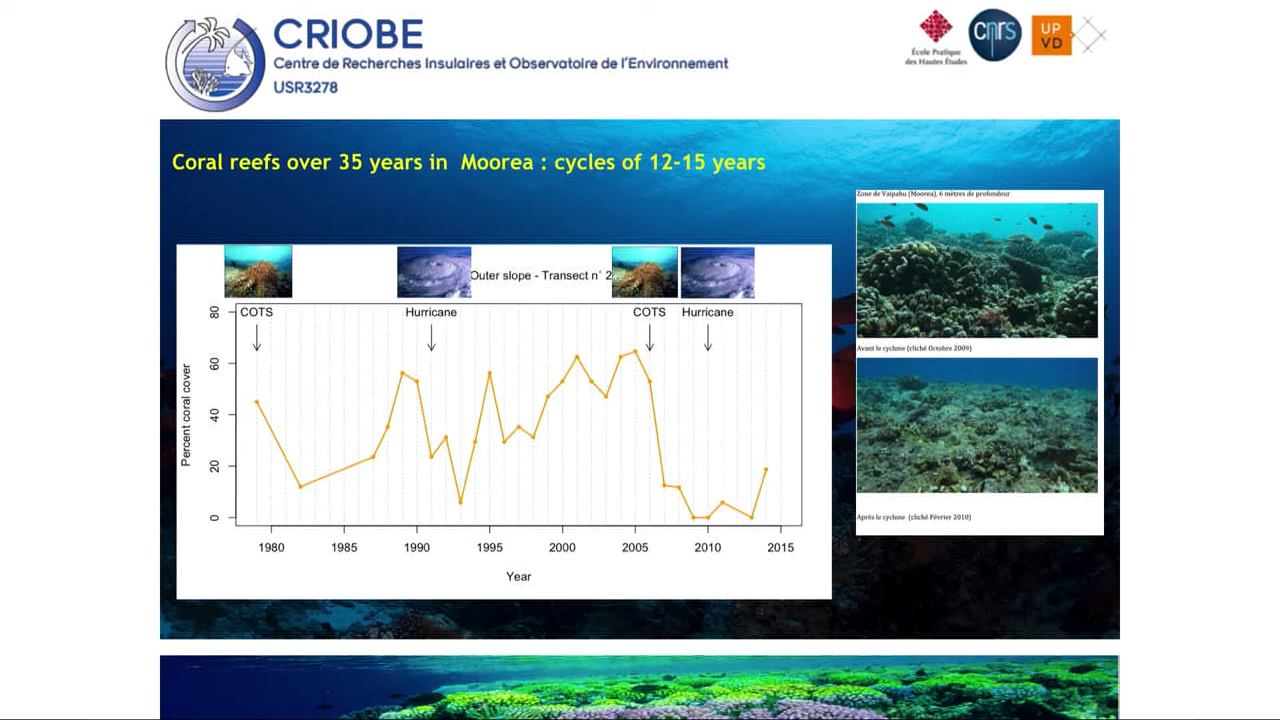 CRIOBE
Centre de Recherches Insulaires et Observatoire de l'Environnement
USR3278
École Pratique
des Hautes Études
cnrs
UP
VD
Coral reefs over 35 years in Moorea : cycles of 12-15 years
Outer slope - Transect n° 2
COTS
Hurricane
COTS
Hurricane
Percent coral cover
80
60
40
20
0
1980
1985
1990
1995
2000
2005
2010
2015
Year
Zone de Vaipahu (Moorea), 6 mètres de profondeur
Avant le cyclone (cliché Octobre 2009)
Après le cyclone (cliché Février 2010)